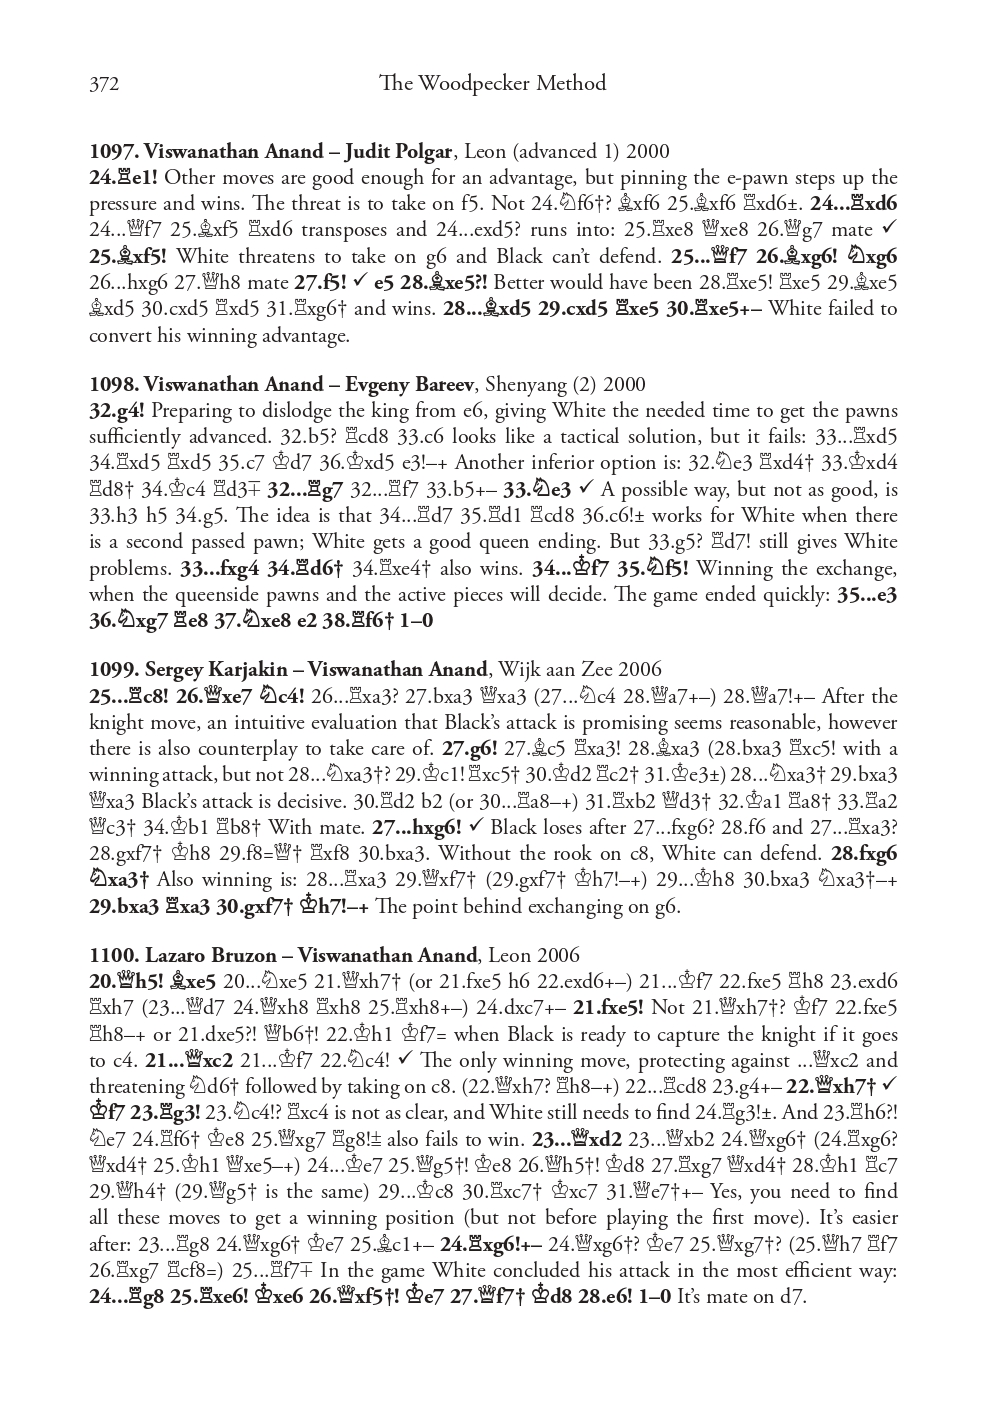 372
The Woodpecker Method
1097. Viswanathan Anand – Judit Polgar, Leon (advanced 1) 2000
24.♖e1! Other moves are good enough for an advantage, but pinning the e-pawn steps up the
pressure and wins. The threat is to take on f5. Not 24.♘f6†? ♗xf6 25.♗xf6 ♖xd6±. 24...♖xd6
24...♕f7 25.♗xf5 ♖xd6 transposes and 24...exd5? runs into: 25.♖xe8 ♕xe8 26.♕g7 mate ✓
25.♗xf5! White threatens to take on g6 and Black can’t defend. 25...♕f7 26.♗xg6! ♘xg6
26...hxg6 27.♕h8 mate 27.f5! ✓ e5 28.♗xe5?! Better would have been 28.♖xe5! ♖xe5 29.♗xe5
♗xd5 30.cxd5 ♖xd5 31.♖xg6† and wins. 28...♗xd5 29.cxd5 ♖xe5 30.♖xe5+– White failed to
convert his winning advantage.
1098. Viswanathan Anand – Evgeny Bareev, Shenyang (2) 2000
32.g4! Preparing to dislodge the king from e6, giving White the needed time to get the pawns
sufficiently advanced. 32.b5? ♖cd8 33.c6 looks like a tactical solution, but it fails: 33...♖xd5
34.♖xd5 ♖xd5 35.c7 ♔d7 36.♔xd5 e3!–+ Another inferior option is: 32.♘e3 ♖xd4† 33.♔xd4
♖d8† 34.♔c4 ♖d3∓ 32...♖g7 32...♖f7 33.b5+– 33.♘e3 ✓ A possible way, but not as good, is
33.h3 h5 34.g5. The idea is that 34...♖d7 35.♖d1 ♖cd8 36.c6!± works for White when there
is a second passed pawn; White gets a good queen ending. But 33.g5? ♖d7! still gives White
problems. 33...fxg4 34.♖d6† 34.♖xe4† also wins. 34...♔f7 35.♘f5! Winning the exchange,
when the queenside pawns and the active pieces will decide. The game ended quickly: 35...e3
36.♘xg7 ♖e8 37.♘xe8 e2 38.♖f6† 1–0
1099. Sergey Karjakin – Viswanathan Anand, Wijk aan Zee 2006
25...♖c8! 26.♕xe7 ♘c4! 26...♖xa3? 27.bxa3 ♕xa3 (27...♘c4 28.♕a7+–) 28.♕a7!+– After the
knight move, an intuitive evaluation that Black’s attack is promising seems reasonable, however
there is also counterplay to take care of. 27.g6! 27.♗c5 ♖xa3! 28.♗xa3 (28.bxa3 ♖xc5! with a
winning attack, but not 28...♘xa3†? 29.♔c1! ♖xc5† 30.♔d2 ♖c2† 31.♔e3±) 28...♘xa3† 29.bxa3
♕xa3 Black’s attack is decisive. 30.♖d2 b2 (or 30...♖a8–+) 31.♖xb2 ♕d3† 32.♔a1 ♖a8† 33.♖a2
♕c3† 34.♔b1 ♖b8† With mate. 27...hxg6! ✓ Black loses after 27...fxg6? 28.f6 and 27...♖xa3?
28.gxf7† ♔h8 29.f8=♕† ♖xf8 30.bxa3. Without the rook on c8, White can defend. 28.fxg6
♘xa3† Also winning is: 28...♖xa3 29.♕xf7† (29.gxf7† ♔h7!–+) 29...♔h8 30.bxa3 ♘xa3†–+
29.bxa3 ♖xa3 30.gxf7† ♔h7!–+ The point behind exchanging on g6.
1100. Lazaro Bruzon – Viswanathan Anand, Leon 2006
20.♕h5! ♗xe5 20...♘xe5 21.♕xh7† (or 21.fxe5 h6 22.exd6+–) 21...♔f7 22.fxe5 ♖h8 23.exd6
♖xh7 (23...♕d7 24.♕xh8 ♖xh8 25.♖xh8+–) 24.dxc7+– 21.fxe5! Not 21.♕xh7†? ♔f7 22.fxe5
♖h8–+ or 21.dxe5?! ♕b6†! 22.♔h1 ♔f7= when Black is ready to capture the knight if it goes
to c4. 21...♕xc2 21...♔f7 22.♘c4! ✓ The only winning move, protecting against ...♕xc2 and
threatening ♘d6† followed by taking on c8. (22.♕xh7? ♖h8–+) 22...♖cd8 23.g4+– 22.♕xh7† ✓
♔f7 23.♖g3! 23.♘c4!? ♖xc4 is not as clear, and White still needs to find 24.♖g3!±. And 23.♖h6?!
♘e7 24.♖f6† ♔e8 25.♕xg7 ♖g8!⩲ also fails to win. 23...♕xd2 23...♕xb2 24.♕xg6† (24.♖xg6?
♕xd4† 25.♔h1 ♕xe5–+) 24...♔e7 25.♕g5†! ♔e8 26.♕h5†! ♔d8 27.♖xg7 ♕xd4† 28.♔h1 ♖c7
29.♕h4† (29.♕g5† is the same) 29...♔c8 30.♖xc7† ♔xc7 31.♕e7†+– Yes, you need to find
all these moves to get a winning position (but not before playing the first move). It’s easier
after: 23...♖g8 24.♕xg6† ♔e7 25.♗c1+– 24.♖xg6!+– 24.♕xg6†? ♔e7 25.♕xg7†? (25.♕h7 ♖f7
26.♖xg7 ♖cf8=) 25...♖f7∓ In the game White concluded his attack in the most efficient way:
24...♖g8 25.♖xe6! ♔xe6 26.♕xf5†! ♔e7 27.♕f7† ♔d8 28.e6! 1–0 It’s mate on d7.